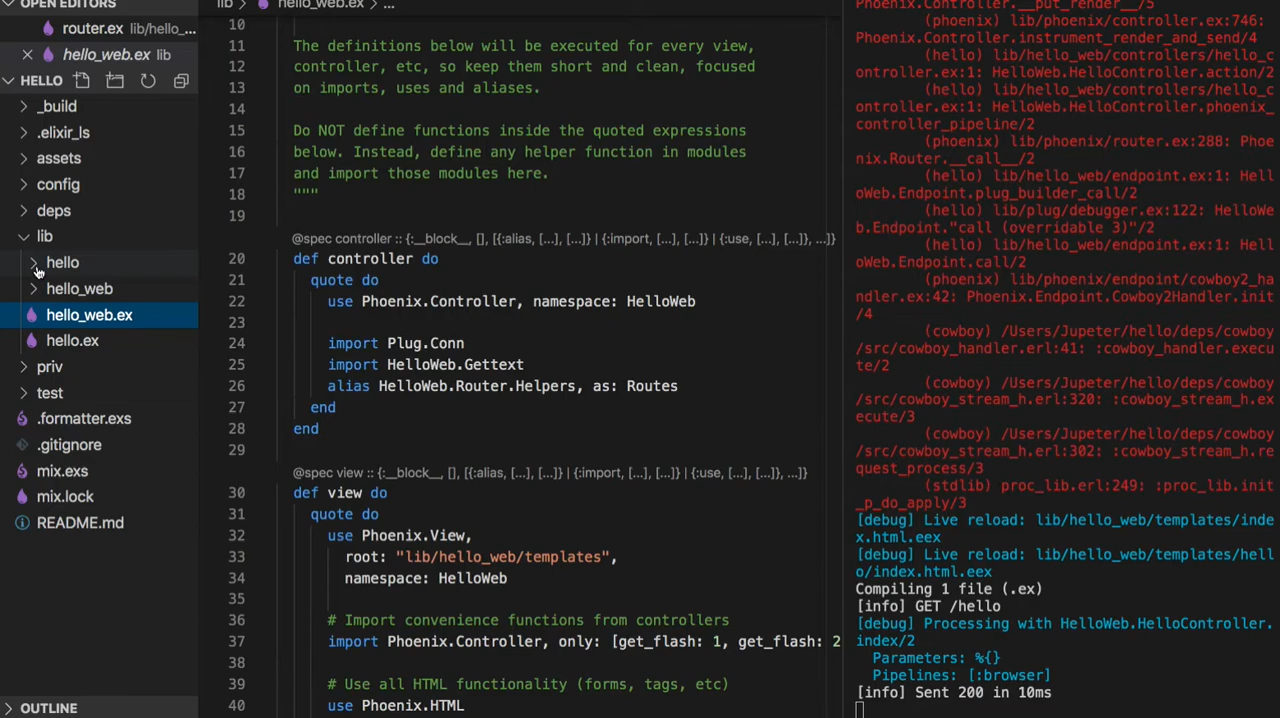 OPEN EDITORS
router.ex lib/hello_...
hello_web.ex lib
HELLO
_build
.elixir_ls
assets
config
deps
lib
hello
hello_web
hello_web.ex
hello.ex
priv
test
.formatter.exs
.gitignore
mix.exs
mix.lock
README.md
OUTLINE
lib > hello_web.ex > ...
10
11 The definitions below will be executed for every view,
12 controller, etc, so keep them short and clean, focused
13 on imports, uses and aliases.
14
15 Do NOT define functions inside the quoted expressions
16 below. Instead, define any helper function in modules
17 and import those modules here.
18 """
19
@spec controller :: {:__block__, [], [{:alias, [...], [...]} | {:import, [...], [...]} | {:use, [...], [...]}, ...]}
20 def controller do
21 quote do
22 use Phoenix.Controller, namespace: HelloWeb
23
24 import Plug.Conn
25 import HelloWeb.Gettext
26 alias HelloWeb.Router.Helpers, as: Routes
27 end
28 end
29
@spec view :: {:__block__, [], [{:alias, [...], [...]} | {:import, [...], [...]} | {:use, [...], [...]}, ...]}
30 def view do
31 quote do
32 use Phoenix.View,
33 root: "lib/hello_web/templates",
34 namespace: HelloWeb
35
36 # Import convenience functions from controllers
37 import Phoenix.Controller, only: [get_flash: 1, get_flash: 2
38
39 # Use all HTML functionality (forms, tags, etc)
40 use Phoenix.HTML
Phoenix.Controller.__put_render__/5
(phoenix) lib/phoenix/controller.ex:746:
Phoenix.Controller.instrument_render_and_send/4
(hello) lib/hello_web/controllers/hello_c
ontroller.ex:1: HelloWeb.HelloController.action/2
(hello) lib/hello_web/controllers/hello_c
ontroller.ex:1: HelloWeb.HelloController.phoenix_
controller_pipeline/2
(phoenix) lib/phoenix/router.ex:288: Phoe
nix.Router.__call__/2
(hello) lib/hello_web/endpoint.ex:1: Hell
oWeb.Endpoint.plug_builder_call/2
(hello) lib/plug/debugger.ex:122: HelloWe
b.Endpoint."call (overridable 3)"/2
(hello) lib/hello_web/endpoint.ex:1: Hell
oWeb.Endpoint.call/2
(phoenix) lib/phoenix/endpoint/cowboy2_ha
ndler.ex:42: Phoenix.Endpoint.Cowboy2Handler.init
/4
(cowboy) /Users/Jupeter/hello/deps/cowboy
/src/cowboy_handler.erl:41: :cowboy_handler.execu
te/2
(cowboy) /Users/Jupeter/hello/deps/cowboy
/src/cowboy_stream_h.erl:320: :cowboy_stream_h.ex
ecute/3
(cowboy) /Users/Jupeter/hello/deps/cowboy
/src/cowboy_stream_h.erl:302: :cowboy_stream_h.re
quest_process/3
(stdlib) proc_lib.erl:249: :proc_lib.init
_p_do_apply/3
[debug] Live reload: lib/hello_web/templates/inde
x.html.eex
[debug] Live reload: lib/hello_web/templates/hell
o/index.html.eex
Compiling 1 file (.ex)
[info] GET /hello
[debug] Processing with HelloWeb.HelloController.
index/2
Parameters: %{}
Pipelines: [:browser]
[info] Sent 200 in 10ms